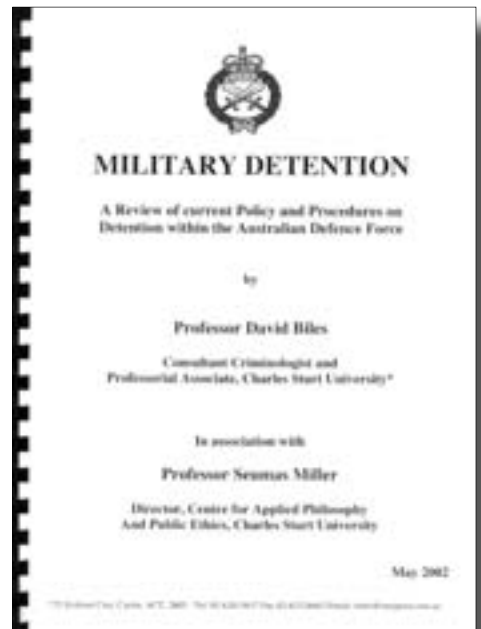 MILITARY DETENTION
A Review of current Policy and Procedures on
Detention within the Australian Defence Force
by
Professor David Biles
Consultant Criminologist and
Professorial Associate, Charles Sturt University*
In association with
Professor Seumas Miller
Director, Centre for Applied Philosophy
And Public Ethics, Charles Sturt University
May 2002